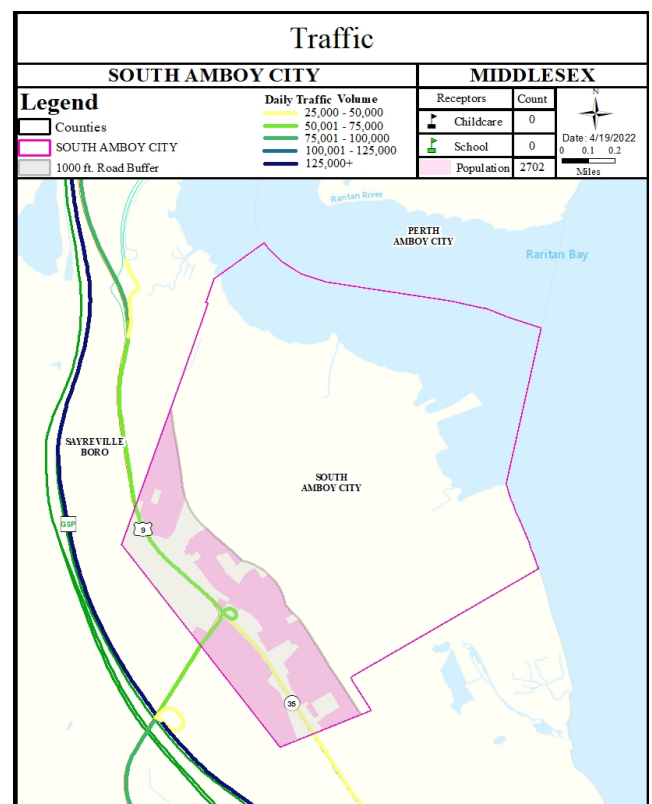 Traffic
SOUTH AMBOY CITY
MIDDLESEX
Legend
Counties
SOUTH AMBOY CITY
1000 ft. Road Buffer
Daily Traffic Volume
25,000 - 50,000
50,001 - 75,000
75,001 - 100,000
100,001 - 125,000
125,000+
Receptors Count
Childcare 0
School 0
Population 2702
N
Date: 4/19/2022
0 0.1 0.2
Miles
Raritan River
PERTH
AMBOY CITY
Raritan Bay
SAYREVILLE
BORO
SOUTH
AMBOY CITY
GSP
9
35